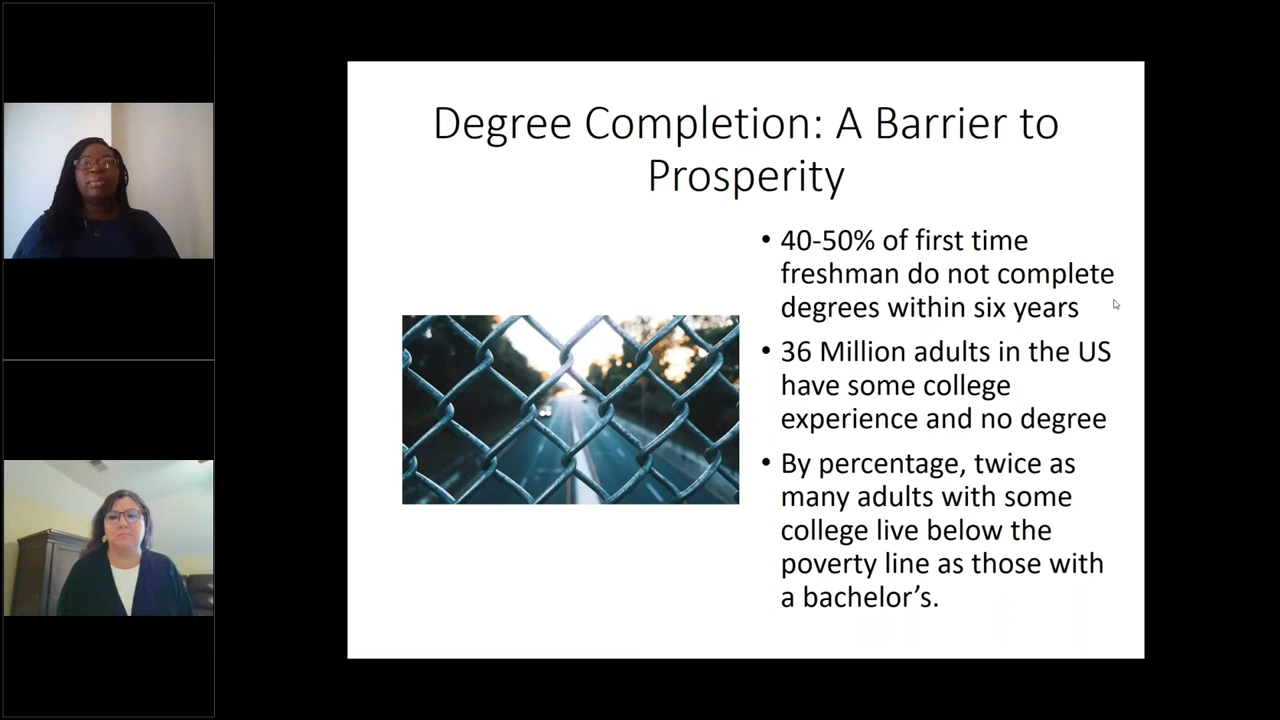 Degree Completion: A Barrier to
Prosperity
• 40-50% of first time
freshman do not complete
degrees within six years
• 36 Million adults in the US
have some college
experience and no degree
• By percentage, twice as
many adults with some
college live below the
poverty line as those with
a bachelor's.